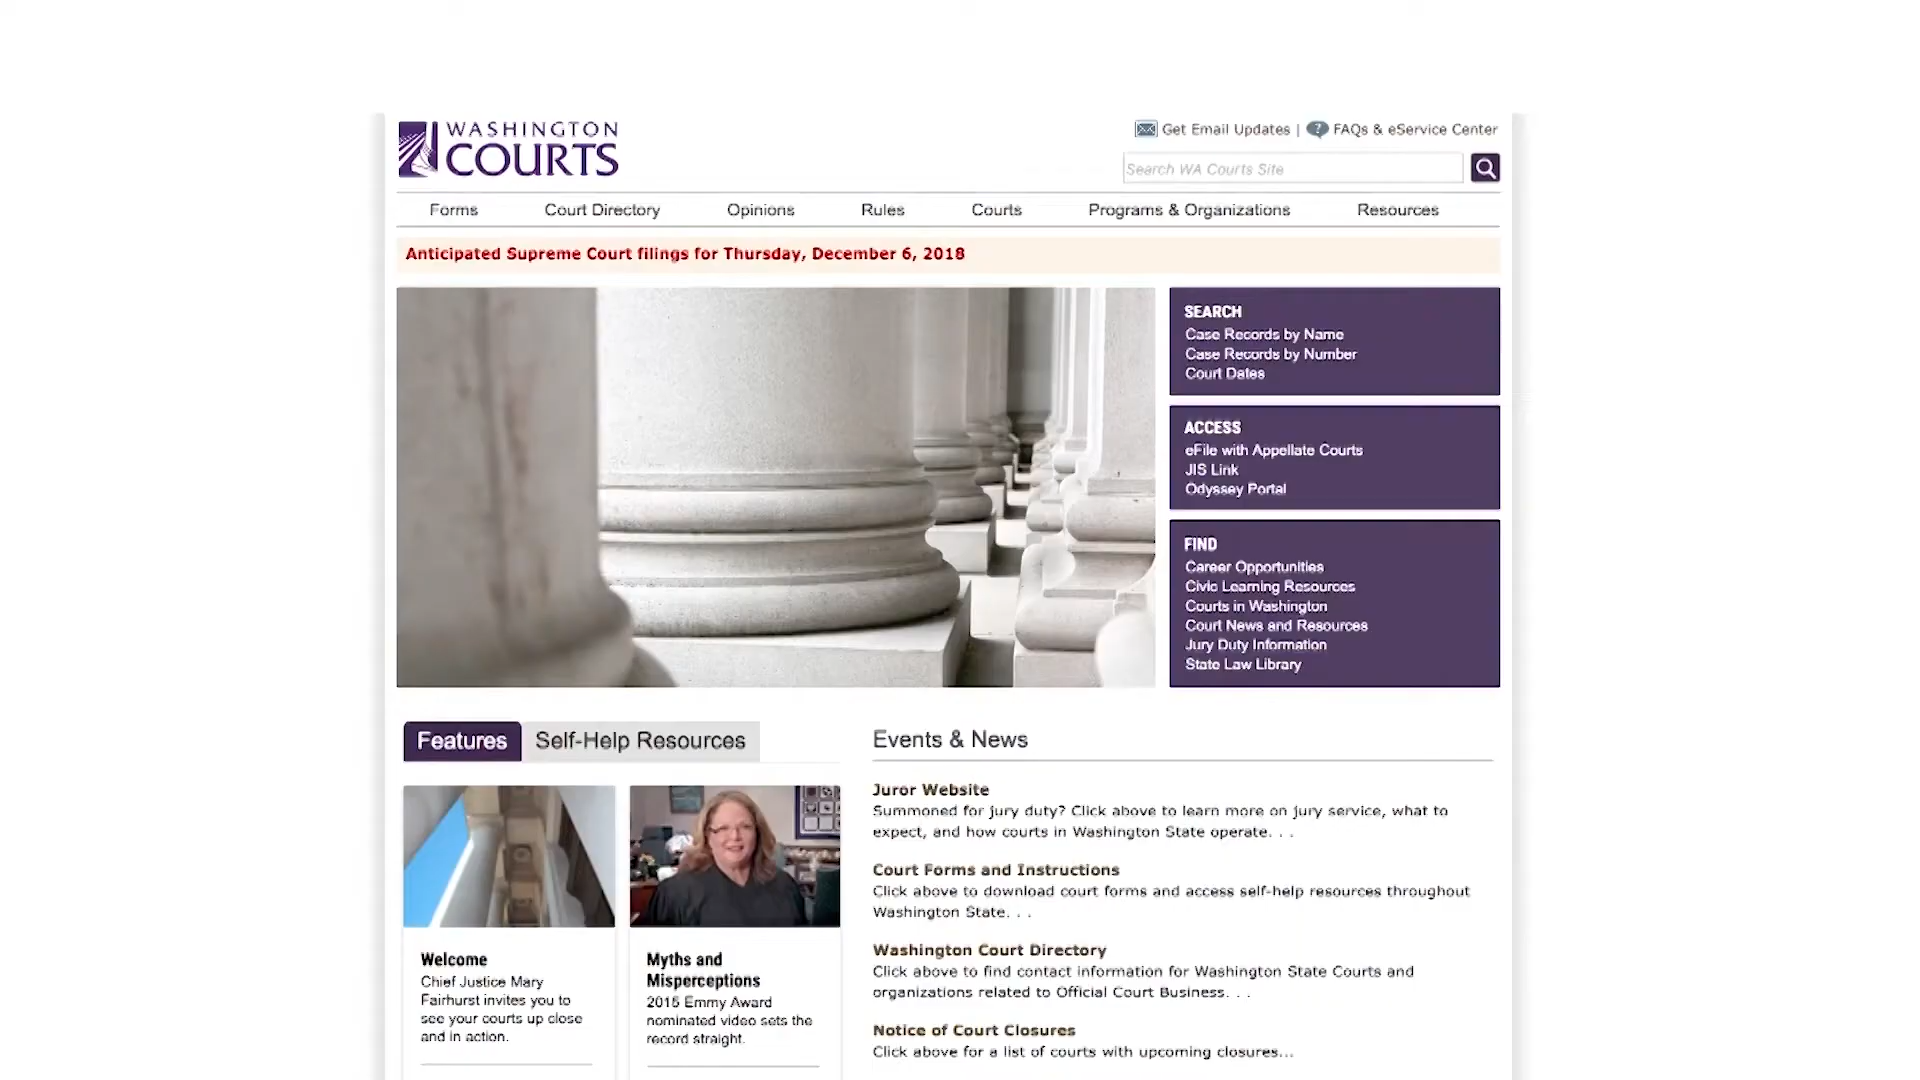 WASHINGTON
COURTS
Get Email Updates | FAQs & eService Center
Search WA Courts Site
Forms Court Directory Opinions Rules Courts Programs & Organizations Resources
Anticipated Supreme Court filings for Thursday, December 6, 2018
SEARCH
Case Records by Name
Case Records by Number
Court Dates
ACCESS
eFile with Appellate Courts
JIS Link
Odyssey Portal
FIND
Career Opportunities
Civic Learning Resources
Courts in Washington
Court News and Resources
Jury Duty Information
State Law Library
Features Self-Help Resources
Welcome
Chief Justice Mary
Fairhurst invites you to
see your courts up close
and in action.
Myths and
Misperceptions
2015 Emmy Award
nominated video sets the
record straight.
Events & News
Juror Website
Summoned for jury duty? Click above to learn more on jury service, what to
expect, and how courts in Washington State operate. . .
Court Forms and Instructions
Click above to download court forms and access self-help resources throughout
Washington State. . .
Washington Court Directory
Click above to find contact information for Washington State Courts and
organizations related to Official Court Business. . .
Notice of Court Closures
Click above for a list of courts with upcoming closures...